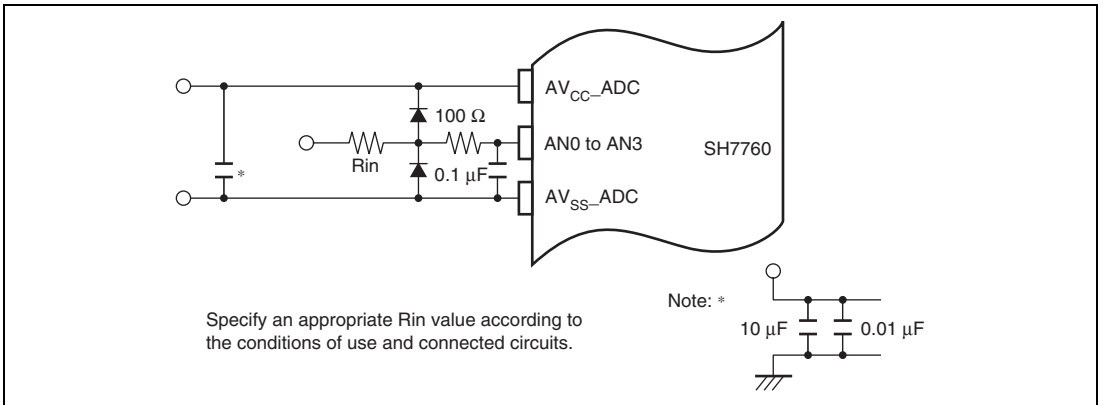 AVCC_ADC
100 Ω
AN0 to AN3
SH7760
Rin
0.1 µF
*
AVSS_ADC
Note: *
10 µF
0.01 µF
Specify an appropriate Rin value according to
the conditions of use and connected circuits.